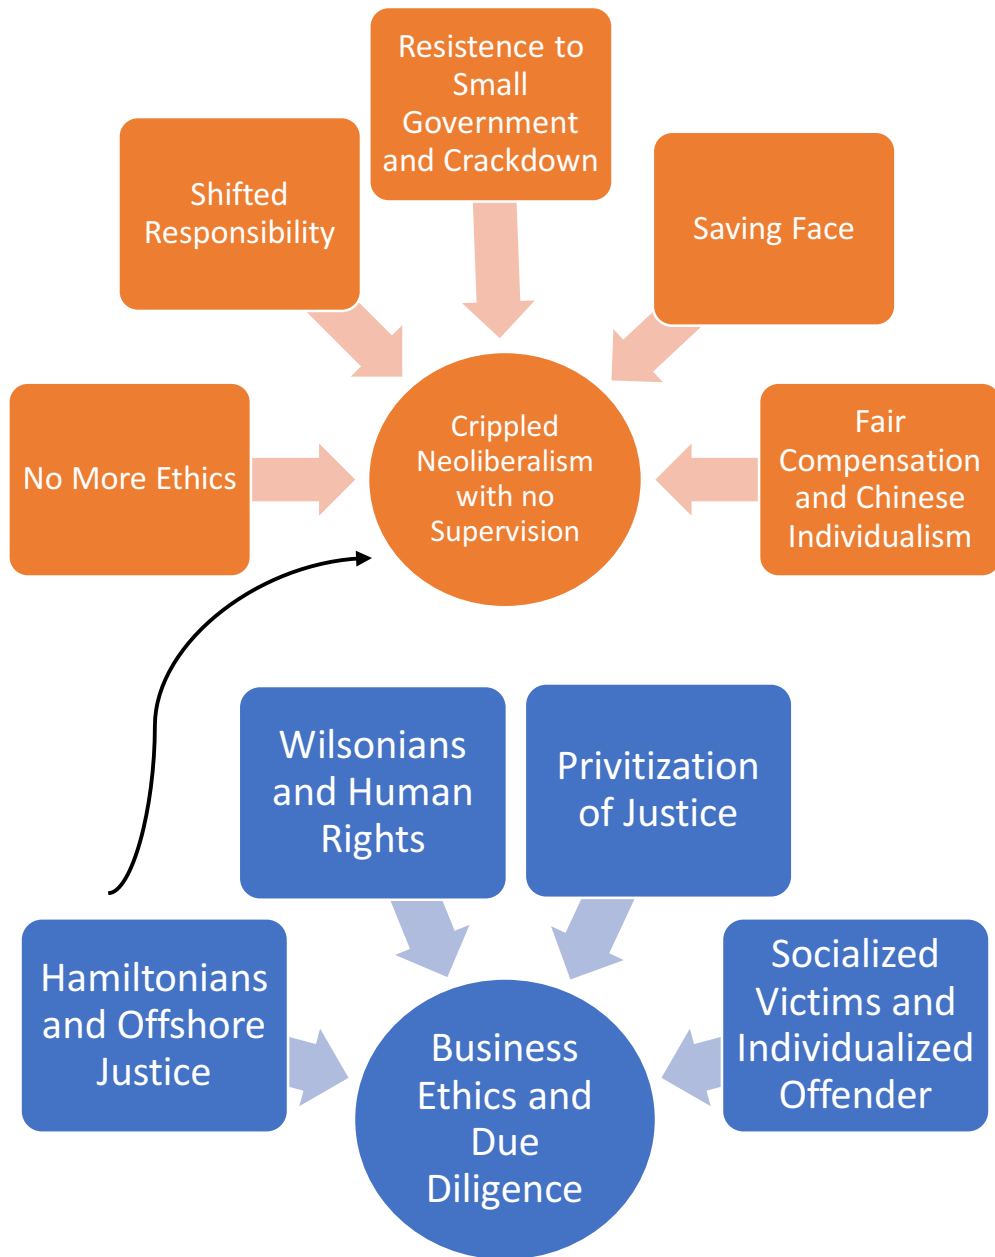 Resistence to
Small
Government
and Crackdown
Shifted
Responsibility
Saving Face
No More Ethics
Crippled
Neoliberalism
with no
Supervision
Fair
Compensation
and Chinese
Individualism
Wilsonians
and Human
Rights
Privitization
of Justice
Hamiltonians
and Offshore
Justice
Business
Ethics and
Due
Diligence
Socialized
Victims and
Individualized
Offender